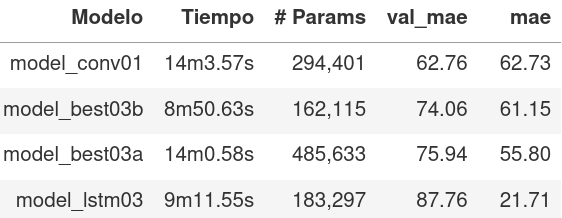 Modelo Tiempo # Params val_mae mae
model_conv01 14m3.57s 294,401 62.76 62.73
model_best03b 8m50.63s 162,115 74.06 61.15
model_best03a 14m0.58s 485,633 75.94 55.80
model_lstm03 9m11.55s 183,297 87.76 21.71